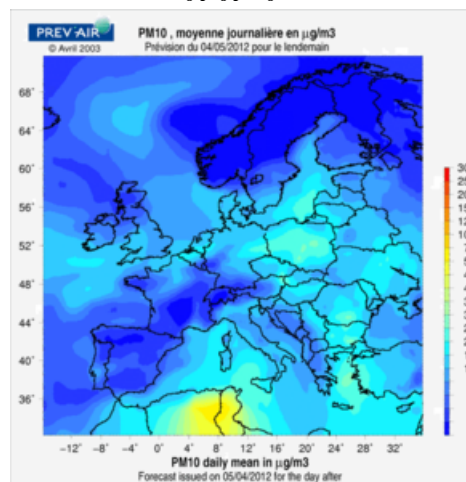 PREV'AIR
© Avril 2003
PM10 , moyenne journalière en µg/m3
Prévision du 04/05/2012 pour le lendemain
68°
64°
60°
56°
52°
48°
44°
40°
36°
−12° −8° −4° 0° 4° 8° 12° 16° 20° 24° 28° 32°
PM10 daily mean in µg/m3
Forecast issued on 05/04/2012 for the day after